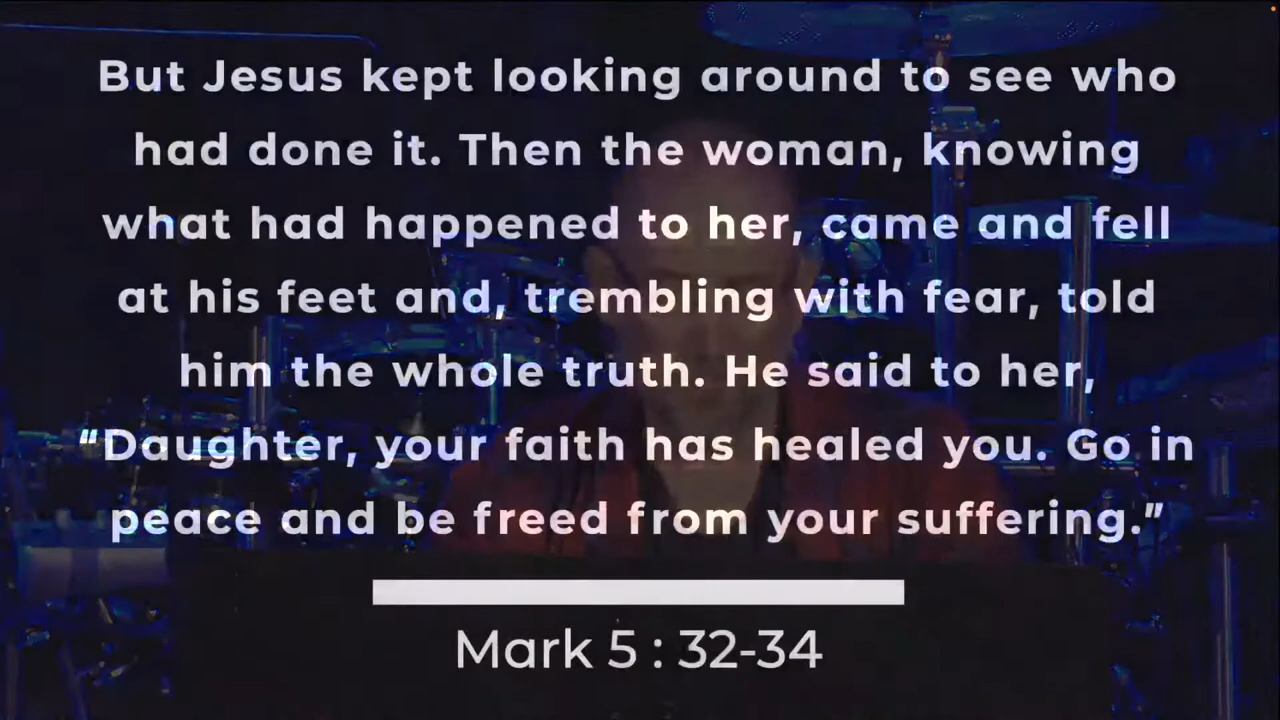 But Jesus kept looking around to see who
had done it. Then the woman, knowing
what had happened to her, came and fell
at his feet and, trembling with fear, told
him the whole truth. He said to her,
“Daughter, your faith has healed you. Go in
peace and be freed from your suffering.”
Mark 5 : 32-34